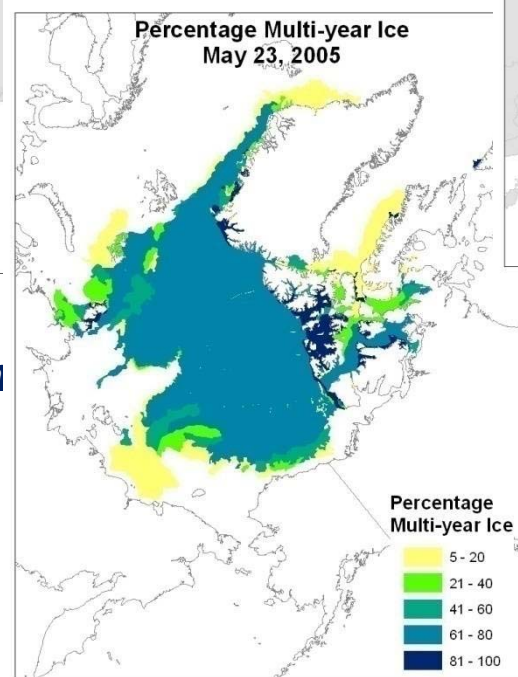 Percentage Multi-year Ice
May 23, 2005
Percentage
Multi-year Ice
5 - 20
21 - 40
41 - 60
61 - 80
81 - 100